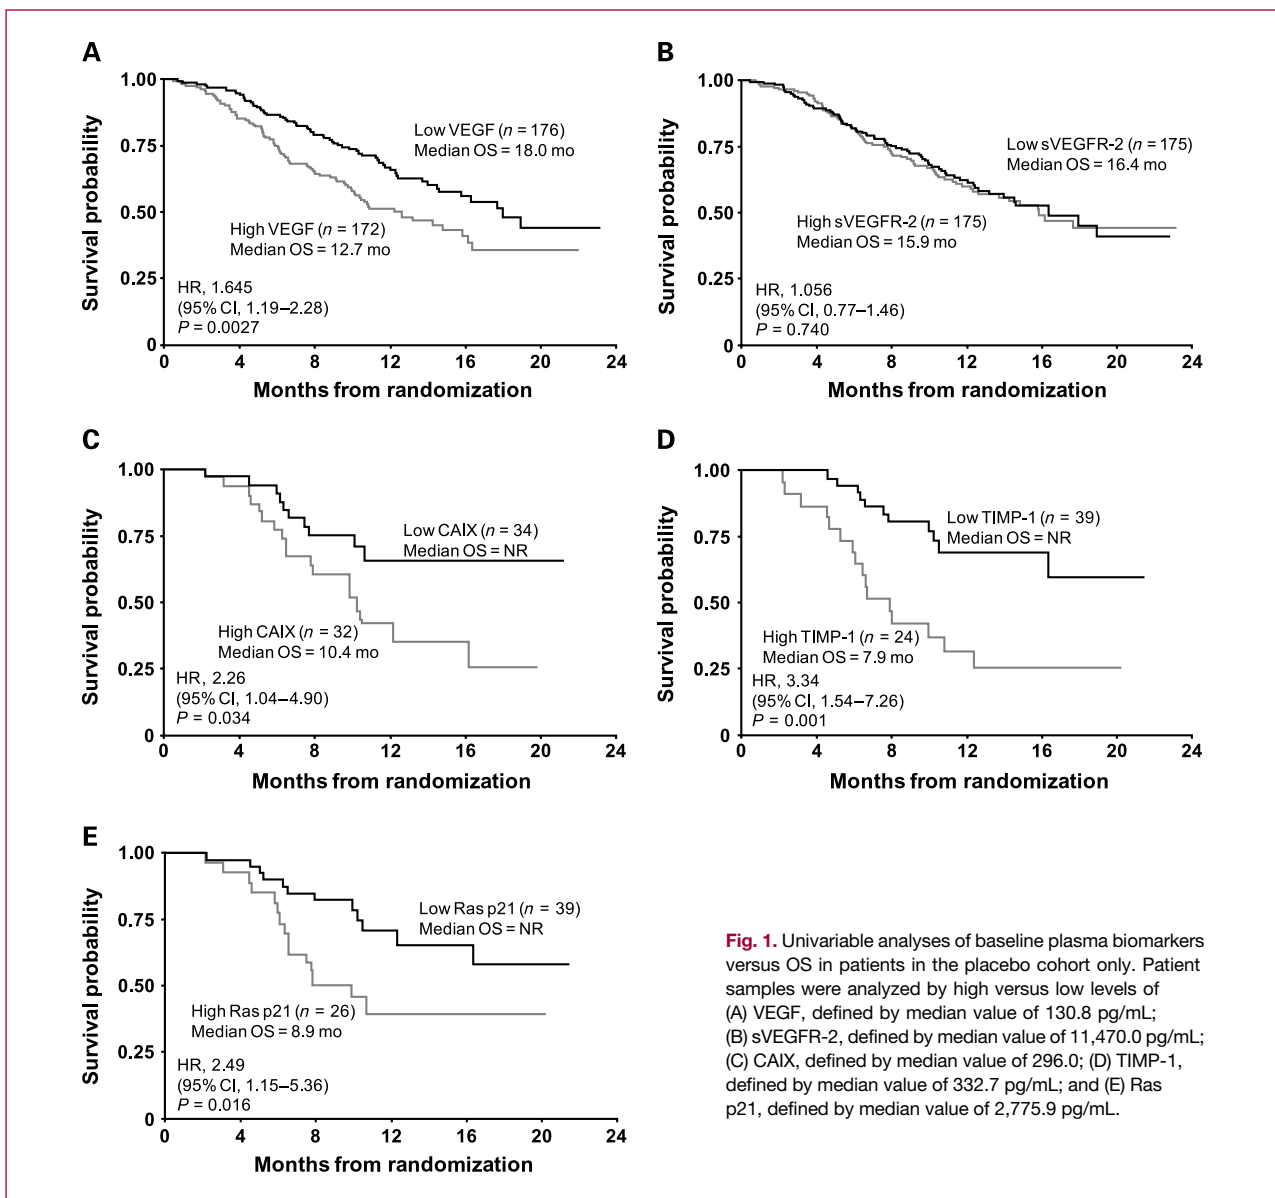 A
1.00
0.75
0.50
0.25
0
Survival probability
Low VEGF (n = 176)
Median OS = 18.0 mo
High VEGF (n = 172)
Median OS = 12.7 mo
HR, 1.645
(95% CI, 1.19–2.28)
P = 0.0027
0 4 8 12 16 20 24
Months from randomization
B
1.00
0.75
0.50
0.25
0
Survival probability
Low sVEGFR-2 (n = 175)
Median OS = 16.4 mo
High sVEGFR-2 (n = 175)
Median OS = 15.9 mo
HR, 1.056
(95% CI, 0.77–1.46)
P = 0.740
0 4 8 12 16 20 24
Months from randomization
C
1.00
0.75
0.50
0.25
0
Survival probability
Low CAIX (n = 34)
Median OS = NR
High CAIX (n = 32)
Median OS = 10.4 mo
HR, 2.26
(95% CI, 1.04–4.90)
P = 0.034
0 4 8 12 16 20 24
Months from randomization
D
1.00
0.75
0.50
0.25
0
Survival probability
Low TIMP-1 (n = 39)
Median OS = NR
High TIMP-1 (n = 24)
Median OS = 7.9 mo
HR, 3.34
(95% CI, 1.54–7.26)
P = 0.001
0 4 8 12 16 20 24
Months from randomization
E
1.00
0.75
0.50
0.25
0
Survival probability
Low Ras p21 (n = 39)
Median OS = NR
High Ras p21 (n = 26)
Median OS = 8.9 mo
HR, 2.49
(95% CI, 1.15–5.36)
P = 0.016
0 4 8 12 16 20 24
Months from randomization
Fig. 1. Univariable analyses of baseline plasma biomarkers
versus OS in patients in the placebo cohort only. Patient
samples were analyzed by high versus low levels of
(A) VEGF, defined by median value of 130.8 pg/mL;
(B) sVEGFR-2, defined by median value of 11,470.0 pg/mL;
(C) CAIX, defined by median value of 296.0; (D) TIMP-1,
defined by median value of 332.7 pg/mL; and (E) Ras
p21, defined by median value of 2,775.9 pg/mL.